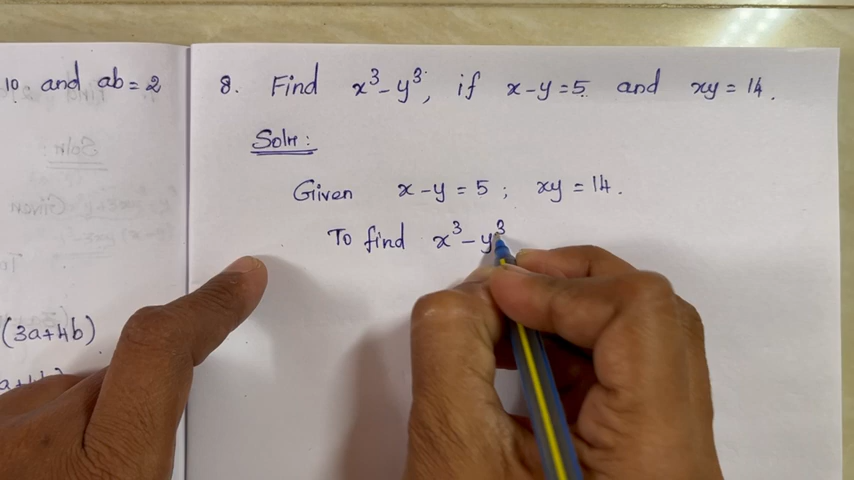 10. and ab = 2
8. Find x³ - y³, if x - y = 5 and xy = 14.
Soln:
Given x - y = 5 ; xy = 14.
To find x³ - y³
(3a+4b)